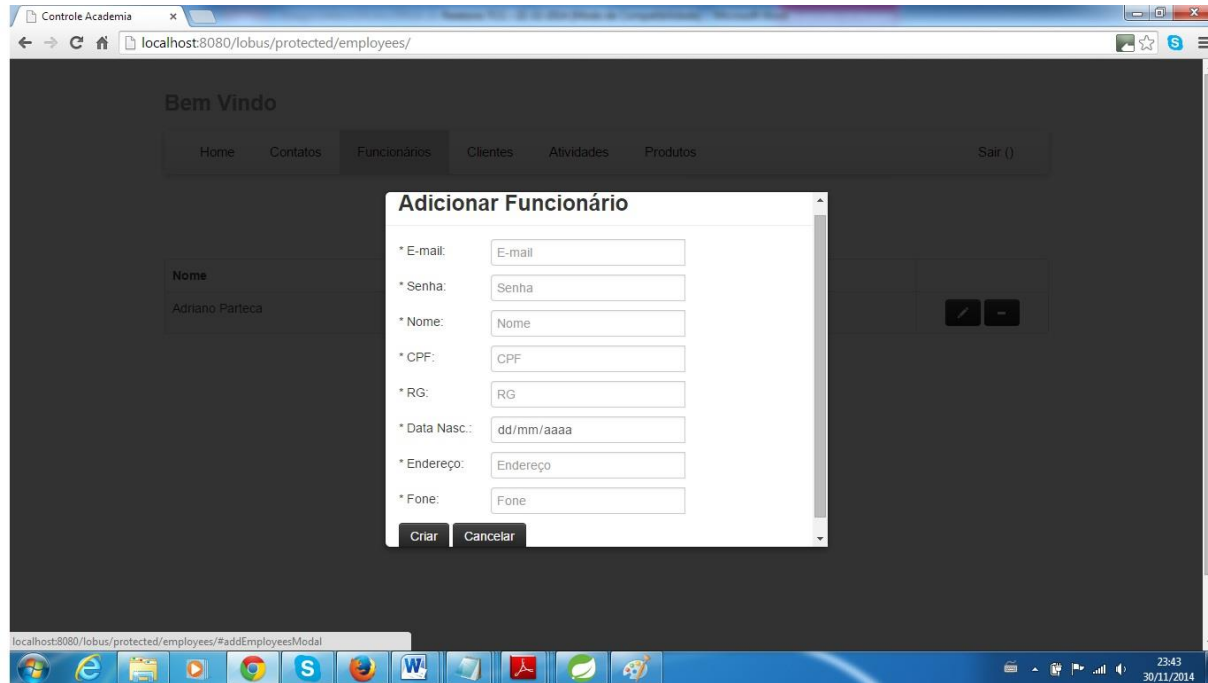 Controle Academia
localhost:8080/lobus/protected/employees/
Bem Vindo
Home Contatos Funcionários Clientes Atividades Produtos Sair ()
Adicionar Funcionário
* E-mail: E-mail
* Senha: Senha
* Nome: Nome
* CPF: CPF
* RG: RG
* Data Nasc.: dd/mm/aaaa
* Endereço: Endereço
* Fone: Fone
Criar Cancelar
Nome
Adriano Parteca
localhost:8080/lobus/protected/employees/#addEmployeesModal
23:43
30/11/2014